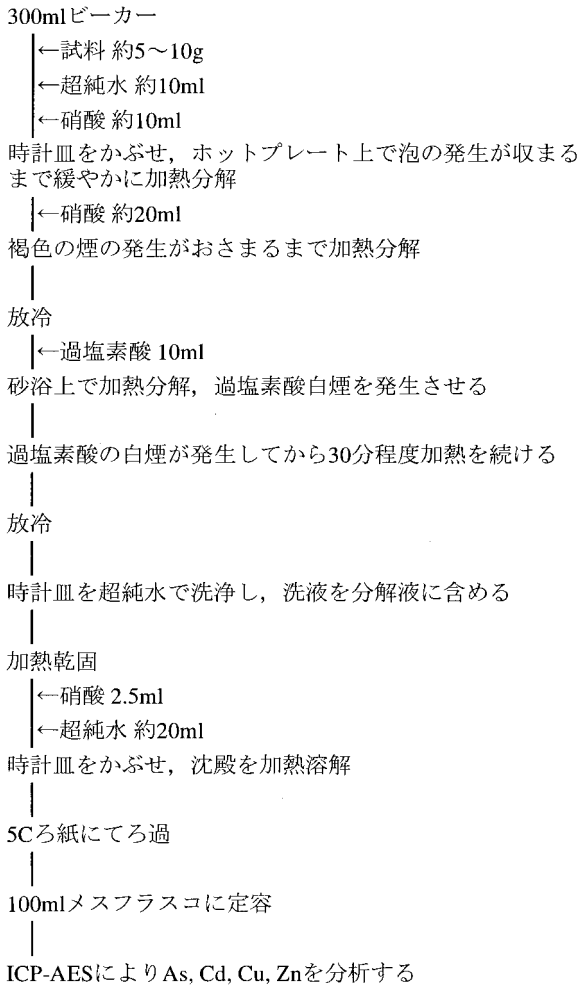 300mlビーカー
←試料 約5～10g
←超純水 約10ml
←硝酸 約10ml
時計皿をかぶせ，ホットプレート上で泡の発生が収まる
まで緩やかに加熱分解
←硝酸 約20ml
褐色の煙の発生がおさまるまで加熱分解
放冷
←過塩素酸 10ml
砂浴上で加熱分解，過塩素酸白煙を発生させる
過塩素酸の白煙が発生してから30分程度加熱を続ける
放冷
時計皿を超純水で洗浄し，洗液を分解液に含める
加熱乾固
←硝酸 2.5ml
←超純水 約20ml
時計皿をかぶせ，沈殿を加熱溶解
5Cろ紙にてろ過
100mlメスフラスコに定容
ICP-AESによりAs, Cd, Cu, Znを分析する